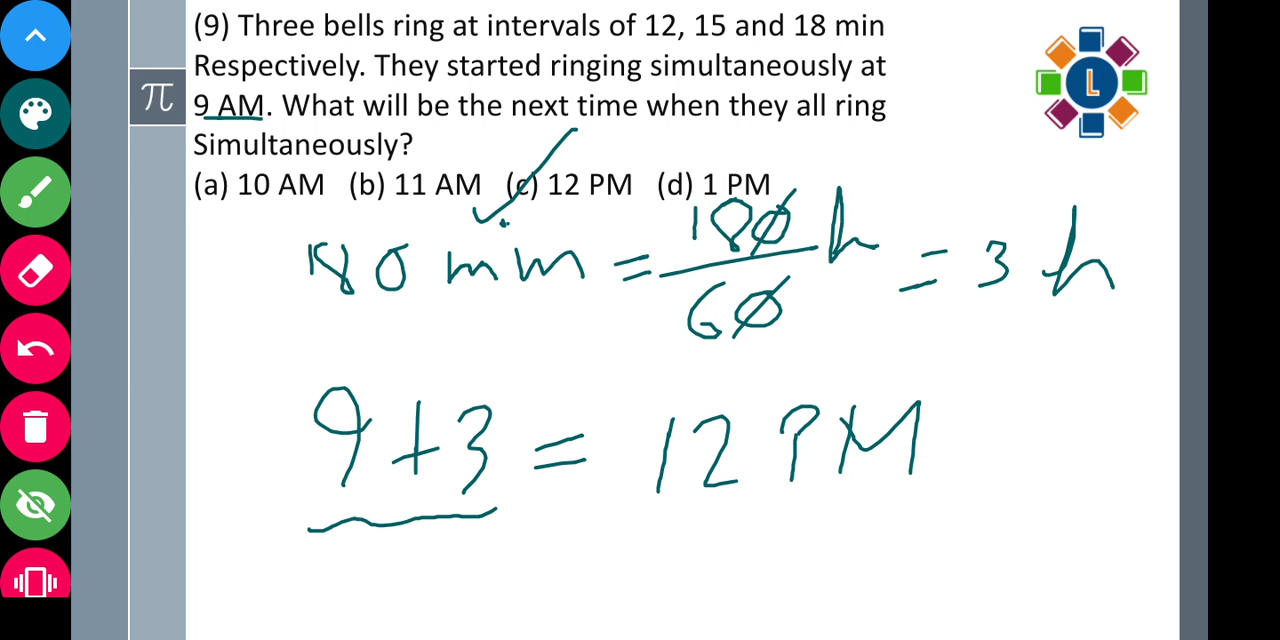 (9) Three bells ring at intervals of 12, 15 and 18 min
Respectively. They started ringing simultaneously at
9 AM. What will be the next time when they all ring
Simultaneously?
(a) 10 AM (b) 11 AM (c) 12 PM (d) 1 PM
180 min = 180/60 h = 3 h
9+3 = 12 PM
π
L